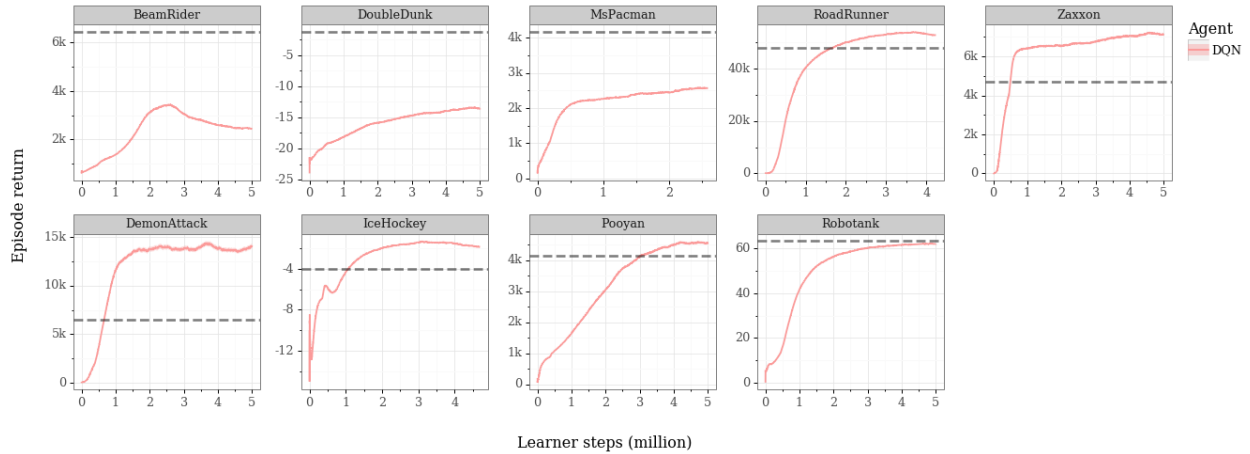 BeamRider
DoubleDunk
MsPacman
RoadRunner
Zaxxon
Agent
DQN
6k
4k
2k
0 1 2 3 4 5
-5
-10
-15
-20
-25
0 1 2 3 4 5
4k
3k
2k
1k
0
0 1 2
40k
20k
0
0 1 2 3 4
6k
4k
2k
0
0 1 2 3 4 5
Episode return
DemonAttack
IceHockey
Pooyan
Robotank
15k
10k
5k
0
0 1 2 3 4 5
-4
-8
-12
0 1 2 3 4
4k
3k
2k
1k
0
0 1 2 3 4 5
60
40
20
0
0 1 2 3 4 5
Learner steps (million)